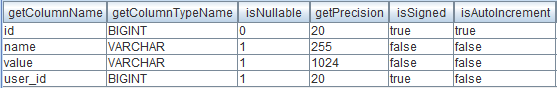 getColumnName getColumnTypeName isNullable getPrecision isSigned isAutoIncrement
id BIGINT 0 20 true true
name VARCHAR 1 255 false false
value VARCHAR 1 1024 false false
user_id BIGINT 1 20 true false